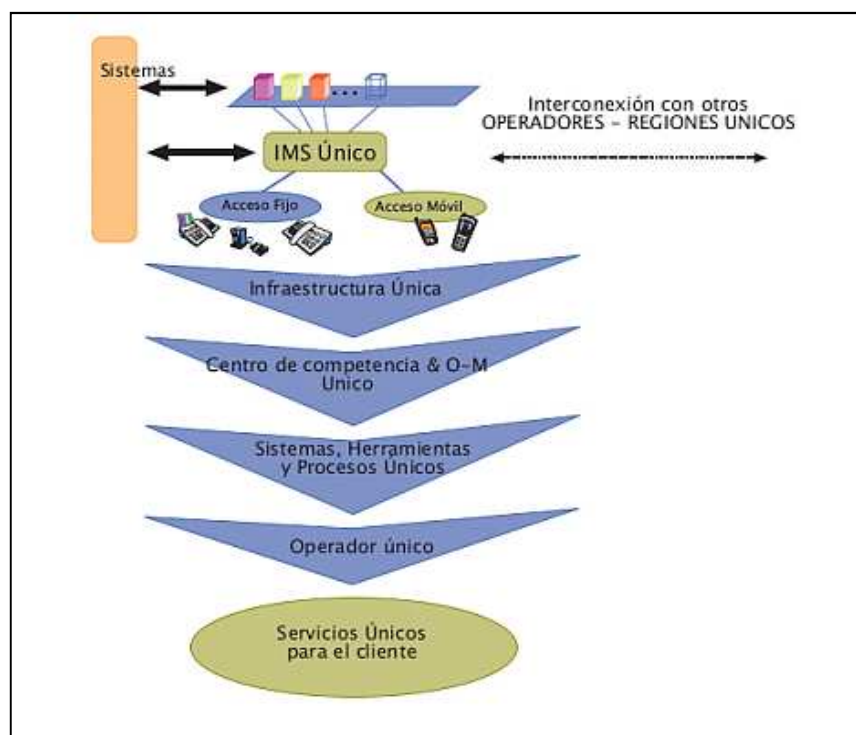 Sistemas
Interconexión con otros
OPERADORES – REGIONES UNICOS
IMS Único
Acceso Fijo
Acceso Móvil
Infraestructura Única
Centro de competencia & O-M
Unico
Sistemas, Herramientas
y Procesos Únicos
Operador único
Servicios Únicos
para el cliente